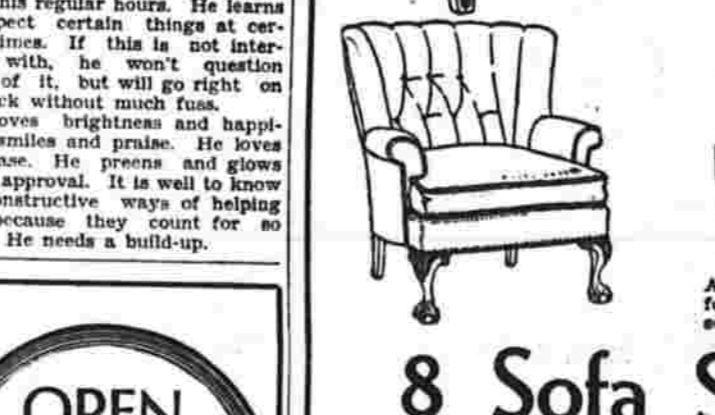 his regular hours. He learns
pect certain things at cer-
imes. If this is not inter-
with, he won't question
of it, but will go right on
ck without much fuss.
oves brightness and happi-
smiles and praise. He loves
ase. He preens and glows
approval. It is well to know
nstructive ways of helping
because they count for so
He needs a build-up.
OPEN
8 Sofa S
A
fo